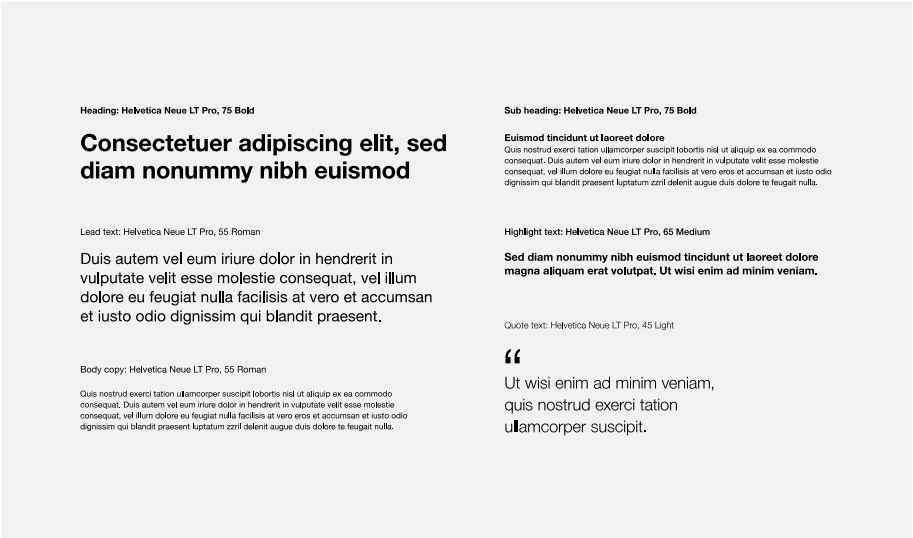 Heading: Helvetica Neue LT Pro, 75 Bold
Consectetuer adipiscing elit, sed
diam nonummy nibh euismod
Lead text: Helvetica Neue LT Pro, 55 Roman
Duis autem vel eum iriure dolor in hendrerit in
vulputate velit esse molestie consequat, vel illum
dolore eu feugiat nulla facilisis at vero et accumsan
et iusto odio dignissim qui blandit praesent.
Body copy: Helvetica Neue LT Pro, 55 Roman
Quis nostrud exerci tation ullamcorper suscipit lobortis nisl ut aliquip ex ea commodo
consequat. Duis autem vel eum iriure dolor in hendrerit in vulputate velit esse molestie
consequat, vel illum dolore eu feugiat nulla facilisis at vero eros et accumsan et iusto odio
dignissim qui blandit praesent luptatum zzril delenit augue duis dolore te feugait nulla.
Sub heading: Helvetica Neue LT Pro, 75 Bold
Euismod tincidunt ut laoreet dolore
Quis nostrud exerci tation ullamcorper suscipit lobortis nisl ut aliquip ex ea commodo
consequat. Duis autem vel eum iriure dolor in hendrerit in vulputate velit esse molestie
consequat, vel illum dolore eu feugiat nulla facilisis at vero eros et accumsan et iusto odio
dignissim qui blandit praesent luptatum zzril delenit augue duis dolore te feugait nulla.
Highlight text: Helvetica Neue LT Pro, 65 Medium
Sed diam nonummy nibh euismod tincidunt ut laoreet dolore
magna aliquam erat volutpat. Ut wisi enim ad minim veniam.
Quote text: Helvetica Neue LT Pro, 45 Light
“
Ut wisi enim ad minim veniam,
quis nostrud exerci tation
ullamcorper suscipit.